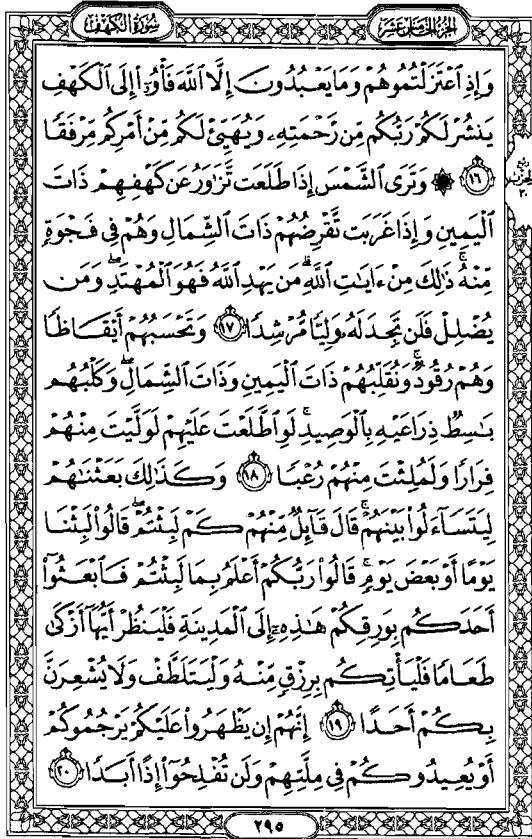 سورة الكهف
الجزء الخامس عشر
وَإِذِ ٱعْتَزَلْتُمُوهُمْ وَمَا يَعْبُدُونَ إِلَّا ٱللَّهَ فَأْوُۥٓا۟ إِلَى ٱلْكَهْفِ
يَنشُرْ لَكُمْ رَبُّكُم مِّن رَّحْمَتِهِۦ وَيُهَيِّئْ لَكُم مِّنْ أَمْرِكُم مِّرْفَقًا
١٦ ۞ وَتَرَى ٱلشَّمْسَ إِذَا طَلَعَت تَّزَٰوَرُ عَن كَهْفِهِمْ ذَاتَ
ربع الحزب ٣٠
ٱلْيَمِينِ وَإِذَا غَرَبَت تَّقْرِضُهُمْ ذَاتَ ٱلشِّمَالِ وَهُمْ فِى فَجْوَةٍ
مِّنْهُ ۚ ذَٰلِكَ مِنْ ءَايَٰتِ ٱللَّهِ ۗ مَن يَهْدِ ٱللَّهُ فَهُوَ ٱلْمُهْتَدِ ۖ وَمَن
يُضْلِلْ فَلَن تَجِدَ لَهُۥ وَلِيًّا مُّرْشِدًا ١٧ وَتَحْسَبُهُمْ أَيْقَاظًا
وَهُمْ رُقُودٌ ۚ وَنُقَلِّبُهُمْ ذَاتَ ٱلْيَمِينِ وَذَاتَ ٱلشِّمَالِ ۖ وَكَلْبُهُم
بَٰسِطٌ ذِرَاعَيْهِ بِٱلْوَصِيدِ ۚ لَوِ ٱطَّلَعْتَ عَلَيْهِمْ لَوَلَّيْتَ مِنْهُمْ
فِرَارًا وَلَمُلِئْتَ مِنْهُمْ رُعْبًا ١٨ وَكَذَٰلِكَ بَعَثْنَٰهُمْ
لِيَتَسَآءَلُوا۟ بَيْنَهُمْ ۚ قَالَ قَآئِلٌ مِّنْهُمْ كَمْ لَبِثْتُمْ ۖ قَالُوا۟ لَبِثْنَا
يَوْمًا أَوْ بَعْضَ يَوْمٍ ۚ قَالُوا۟ رَبُّكُمْ أَعْلَمُ بِمَا لَبِثْتُمْ فَٱبْعَثُوٓا۟
أَحَدَكُم بِوَرِقِكُمْ هَٰذِهِۦٓ إِلَى ٱلْمَدِينَةِ فَلْيَنظُرْ أَيُّهَآ أَزْكَىٰ
طَعَامًا فَلْيَأْتِكُم بِرِزْقٍ مِّنْهُ وَلْيَتَلَطَّفْ وَلَا يُشْعِرَنَّ
بِكُمْ أَحَدًا ١٩ إِنَّهُمْ إِن يَظْهَرُوا۟ عَلَيْكُمْ يَرْجُمُوكُمْ
أَوْ يُعِيدُوكُمْ فِى مِلَّتِهِمْ وَلَن تُفْلِحُوٓا۟ إِذًا أَبَدًا ٢٠
٢٩٥